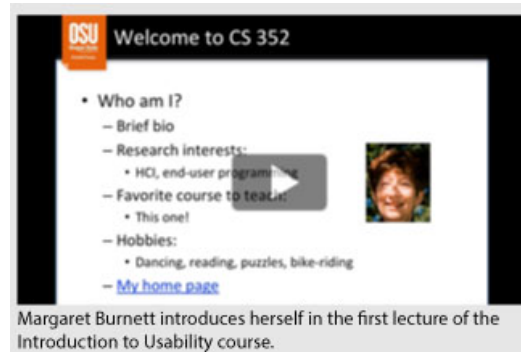 OSU
Welcome to CS 352
• Who am I?
– Brief bio
– Research interests:
• HCI, end-user programming
– Favorite course to teach:
• This one!
– Hobbies:
• Dancing, reading, puzzles, bike-riding
– My home page
Margaret Burnett introduces herself in the first lecture of the
Introduction to Usability course.